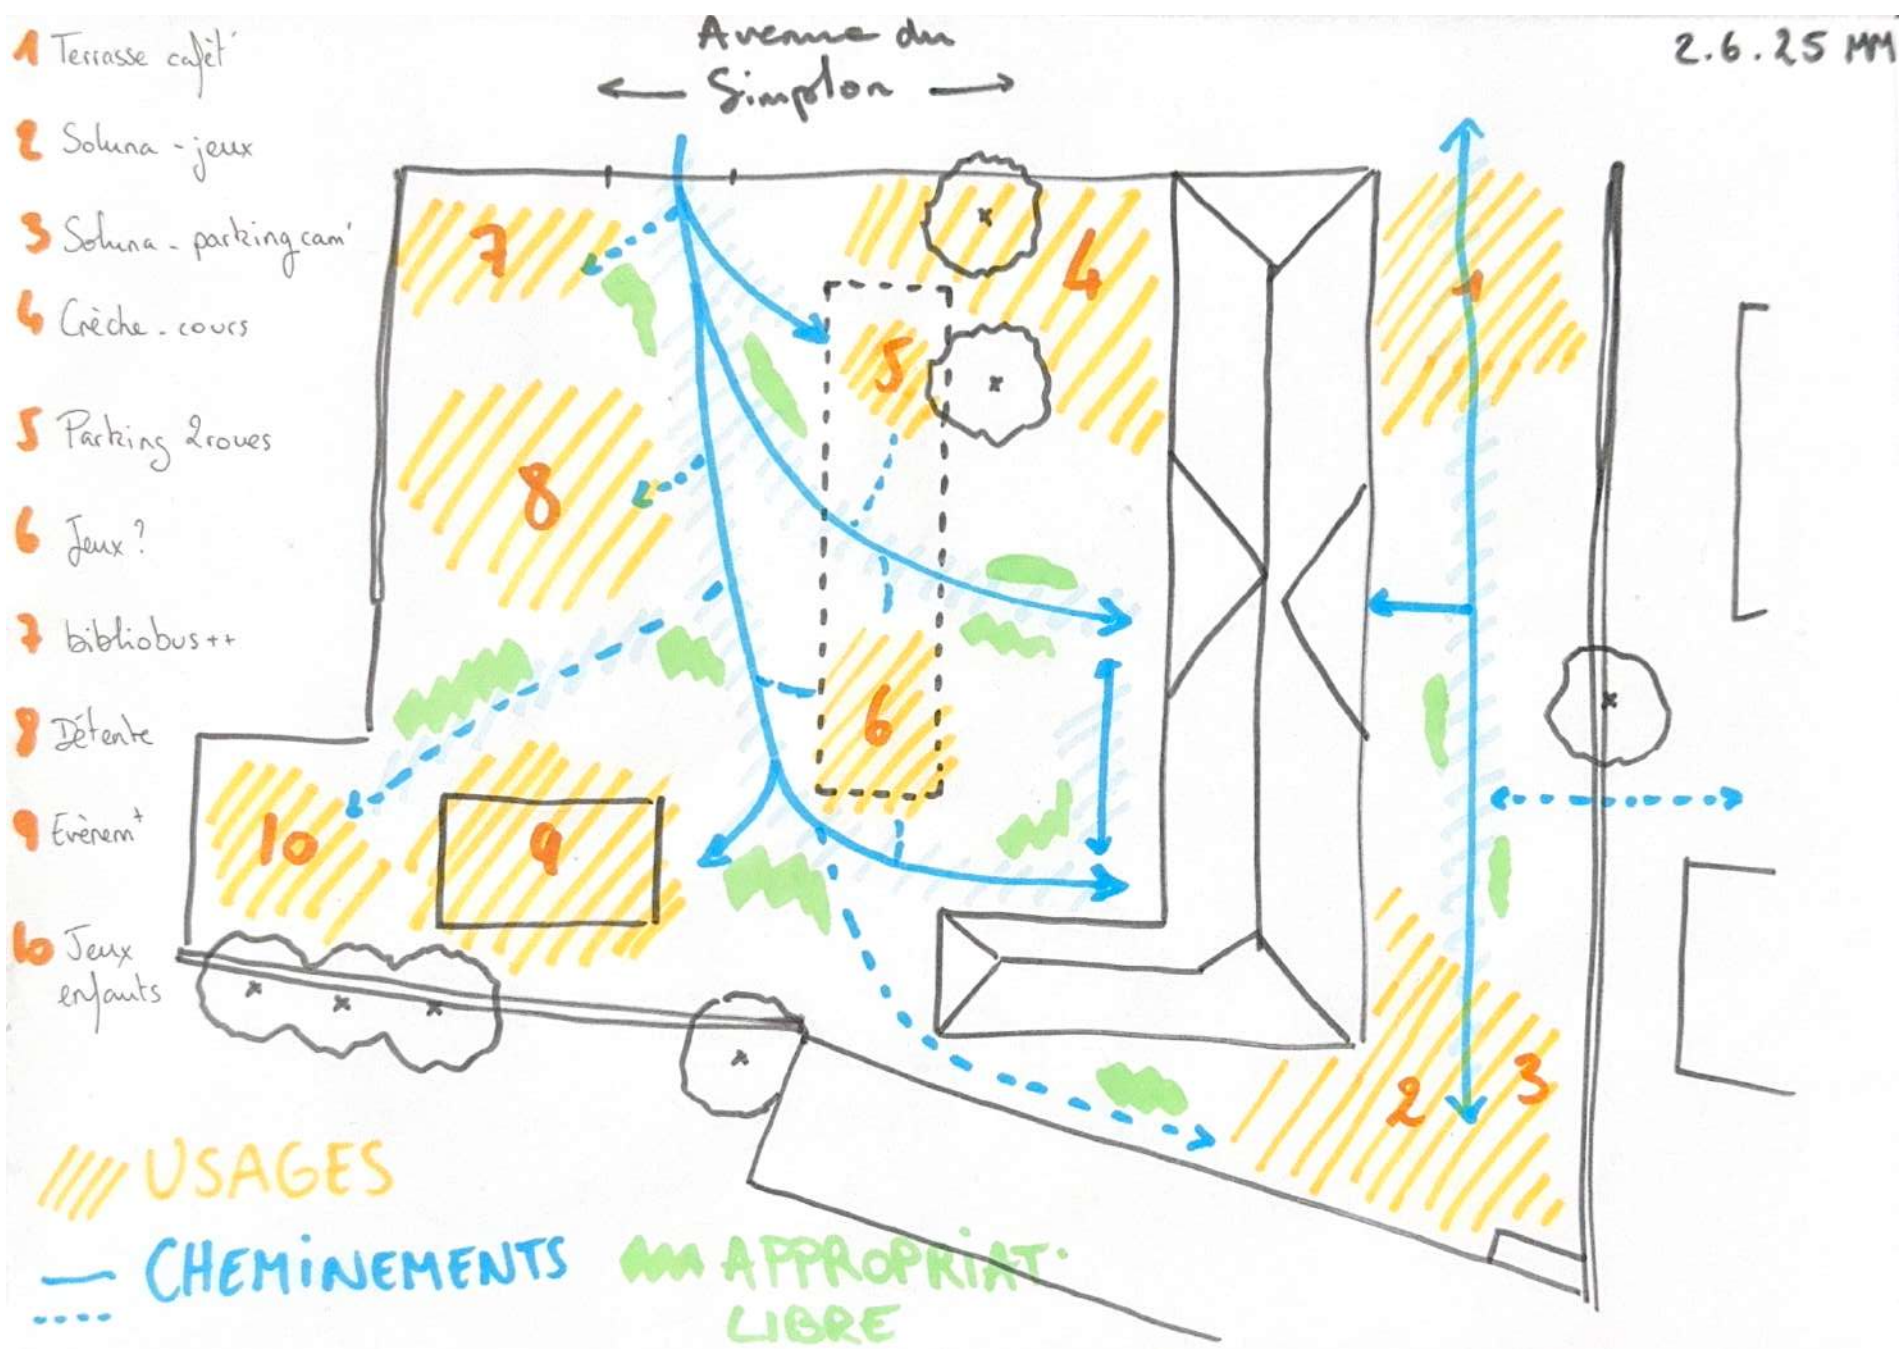 Avenue du
Simplon
2.6.25 MM
1 Terrasse cafèt'
2 Soluna - jeux
3 Soluna - parking cam'
4 Crèche - cours
5 Parking 2roues
6 Jeux ?
7 bibliobus++
8 Détente
9 Evènemt
10 Jeux
enfants
7
4
1
5
8
6
10
9
2
3
USAGES
CHEMINEMENTS
APPROPRIAT.
LIBRE